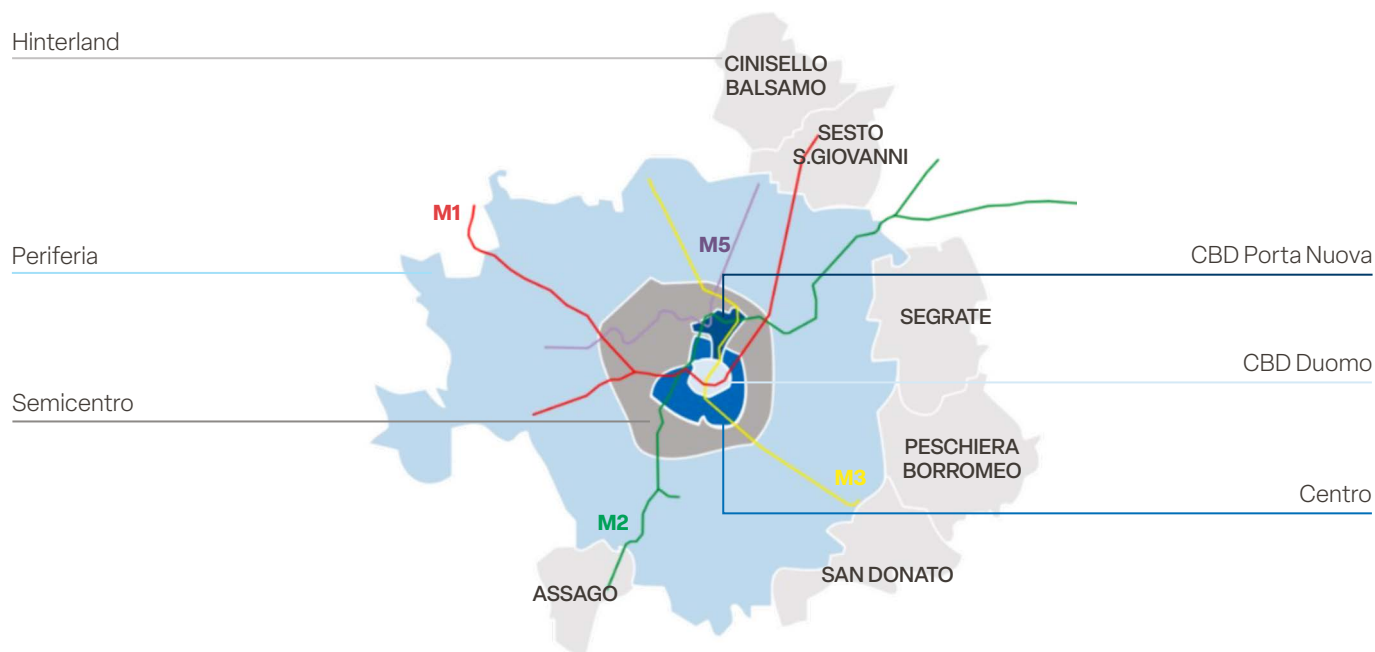 Hinterland
CINISELLO
BALSAMO
SESTO
S.GIOVANNI
M1
M5
Periferia
CBD Porta Nuova
SEGRATE
CBD Duomo
Semicentro
PESCHIERA
BORROMEO
M3
Centro
M2
SAN DONATO
ASSAGO